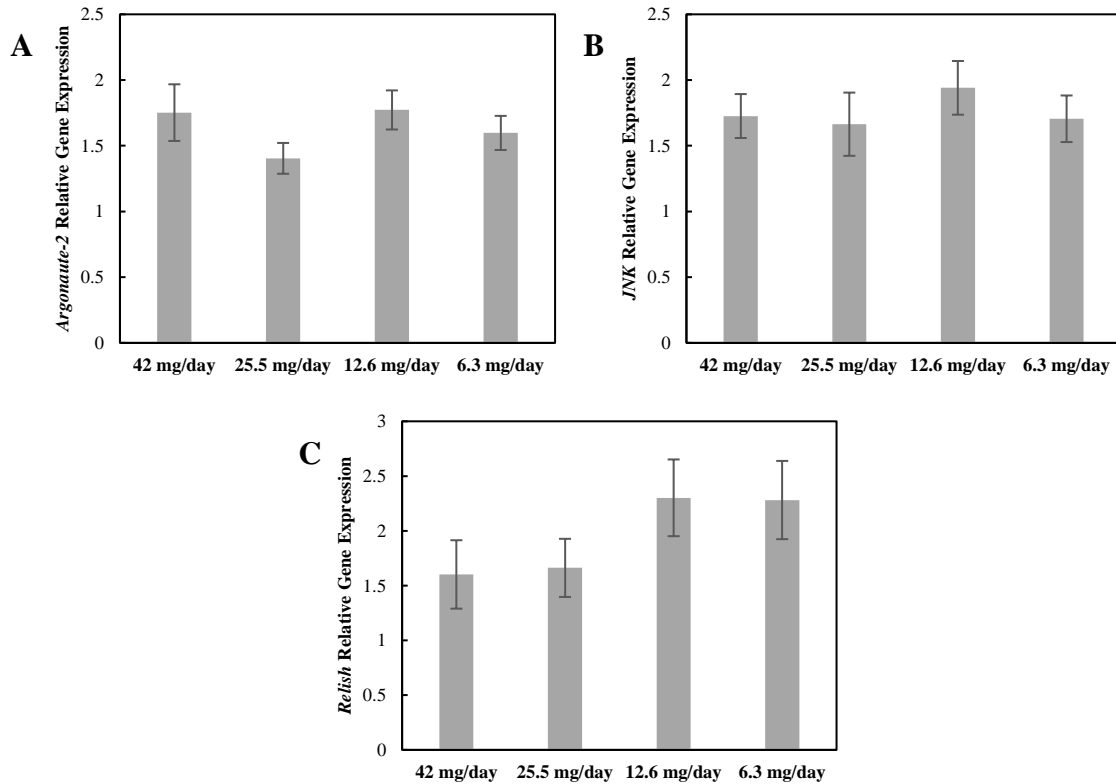 A
Argonaute-2 Relative Gene Expression
2.5
2
1.5
1
0.5
0
42 mg/day 25.5 mg/day 12.6 mg/day 6.3 mg/day
B
JNK Relative Gene Expression
2.5
2
1.5
1
0.5
0
42 mg/day 25.5 mg/day 12.6 mg/day 6.3 mg/day
C
Relish Relative Gene Expression
3
2.5
2
1.5
1
0.5
0
42 mg/day 25.5 mg/day 12.6 mg/day 6.3 mg/day